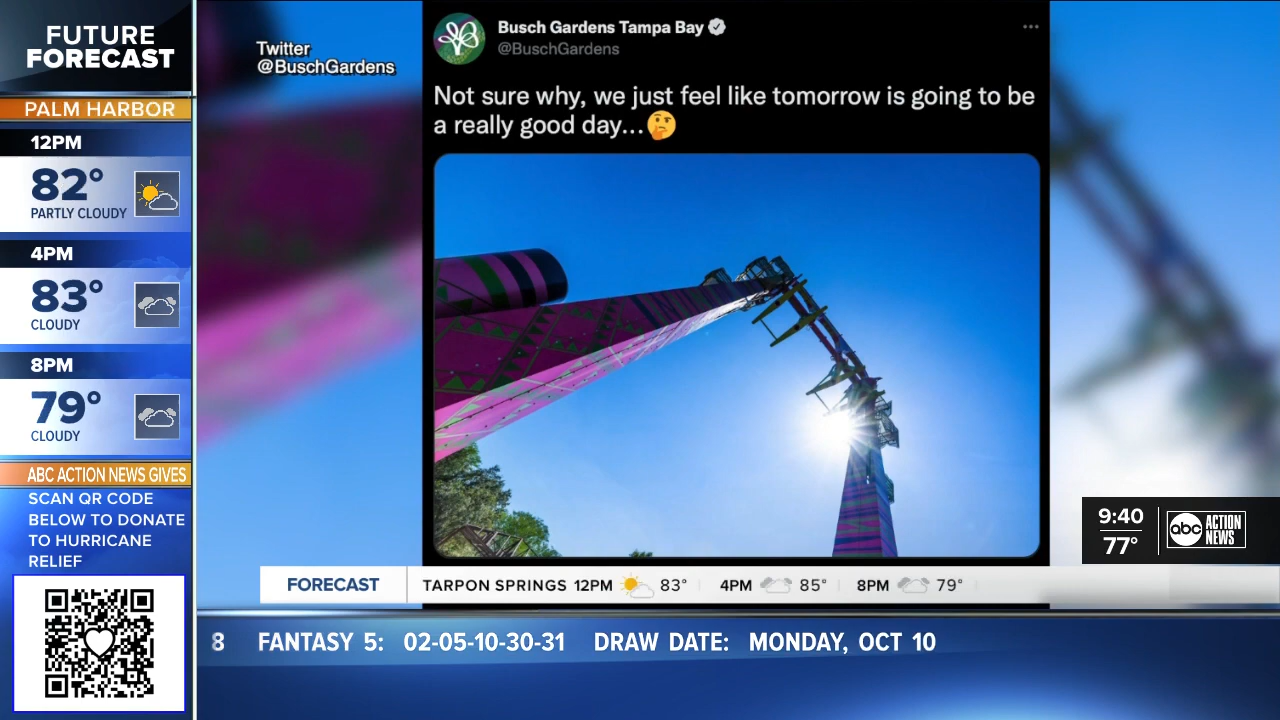 FUTURE
FORECAST
PALM HARBOR
12PM
82°
PARTLY CLOUDY
4PM
83°
CLOUDY
8PM
79°
CLOUDY
ABC ACTION NEWS GIVES
SCAN QR CODE
BELOW TO DONATE
TO HURRICANE
RELIEF
Twitter
@BuschGardens
Busch Gardens Tampa Bay
@BuschGardens
Not sure why, we just feel like tomorrow is going to be
a really good day...🤔
9:40
77°
abc
ACTION
NEWS
FORECAST TARPON SPRINGS 12PM 83° 4PM 85° 8PM 79°
8 FANTASY 5: 02-05-10-30-31 DRAW DATE: MONDAY, OCT 10